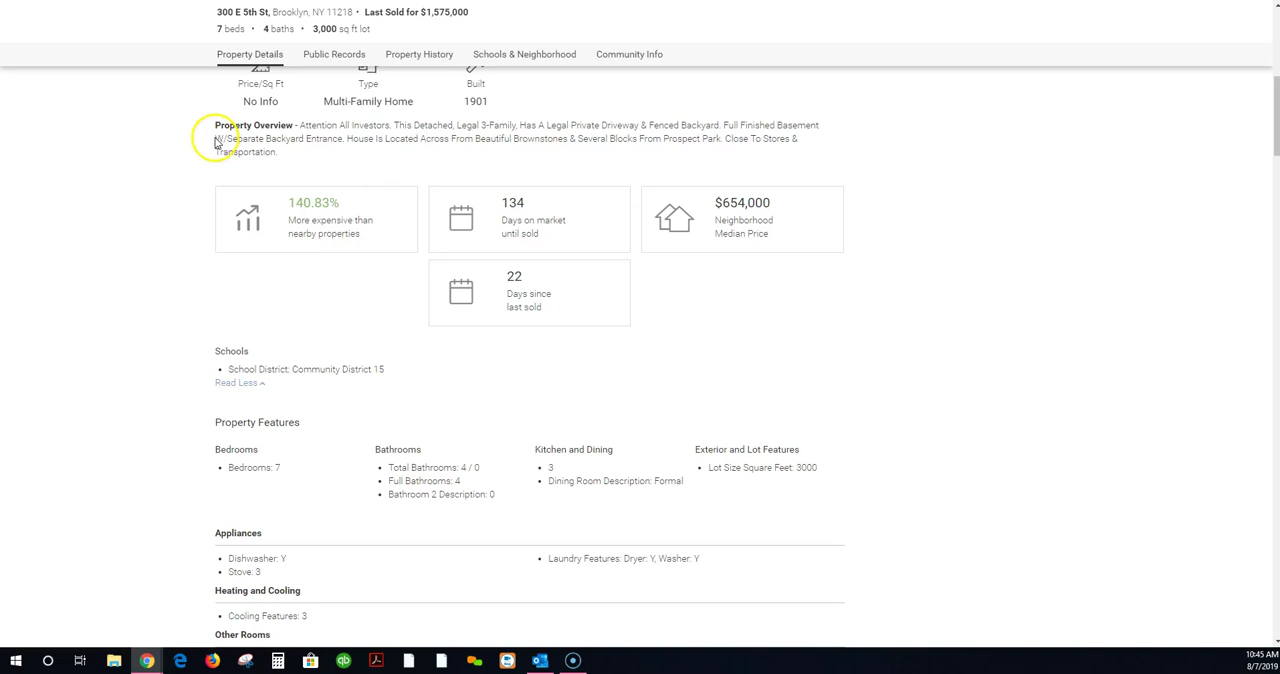 300 E 5th St, Brooklyn, NY 11218 • Last Sold for $1,575,000
7 beds • 4 baths • 3,000 sq ft lot
Property Details Public Records Property History Schools & Neighborhood Community Info
Price/Sq Ft Type Built
No Info Multi-Family Home 1901
Property Overview - Attention All Investors. This Detached, Legal 3-Family, Has A Legal Private Driveway & Fenced Backyard. Full Finished Basement
W/Separate Backyard Entrance. House Is Located Across From Beautiful Brownstones & Several Blocks From Prospect Park. Close To Stores &
Transportation.
140.83%
More expensive than
nearby properties
134
Days on market
until sold
$654,000
Neighborhood
Median Price
22
Days since
last sold
Schools
• School District: Community District 15
Read Less
Property Features
Bedrooms Bathrooms Kitchen and Dining Exterior and Lot Features
• Bedrooms: 7 • Total Bathrooms: 4 / 0 • 3 • Lot Size Square Feet: 3000
• Full Bathrooms: 4 • Dining Room Description: Formal
• Bathroom 2 Description: 0
Appliances
• Dishwasher: Y • Laundry Features: Dryer: Y, Washer: Y
• Stove: 3
Heating and Cooling
• Cooling Features: 3
Other Rooms
10:45 AM
8/7/2019